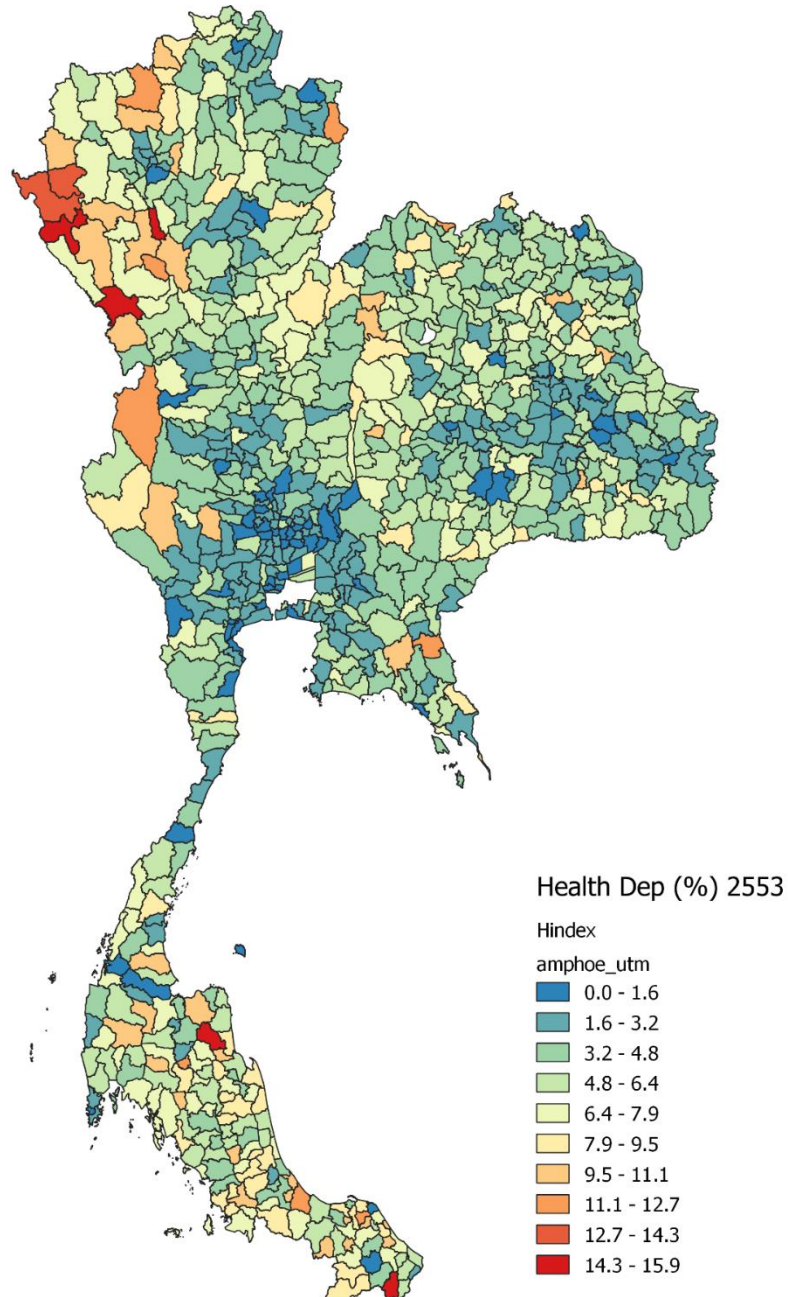 Health Dep (%) 2553
Hindex
amphoe_utm
0.0 - 1.6
1.6 - 3.2
3.2 - 4.8
4.8 - 6.4
6.4 - 7.9
7.9 - 9.5
9.5 - 11.1
11.1 - 12.7
12.7 - 14.3
14.3 - 15.9